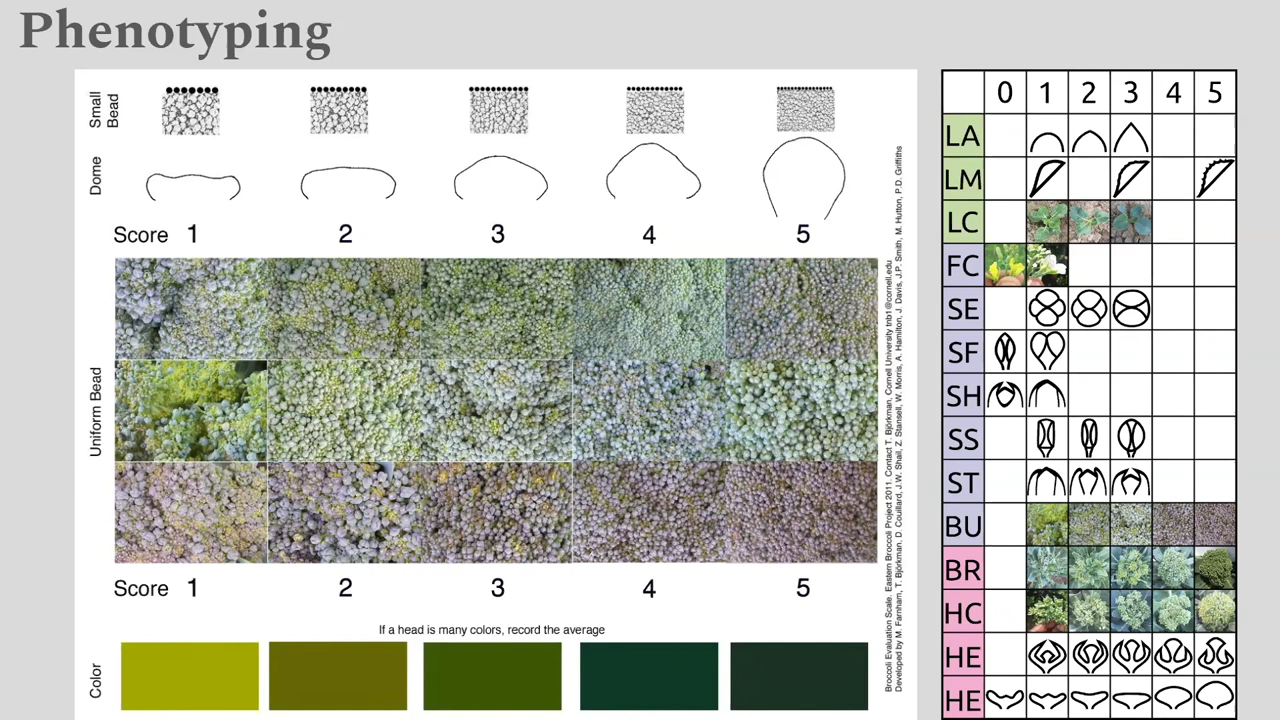 Phenotyping
Small
Bead
Dome
Score 1 2 3 4 5
Uniform Bead
Score 1 2 3 4 5
If a head is many colors, record the average
Color
Broccoli Evaluation Scale. Eastern Broccoli Project 2011. Contact T. Björkman, Cornell University tnb1@cornell.edu
Developed by M. Farnham, T. Björkman, D. Couillard, J.W. Shail, Z. Stansell, W. Morris, A. Hamilton, J. Davis, J.P. Smith, M. Hutton, P.D. Griffiths
0 1 2 3 4 5
LA
LM
LC
FC
SE
SF
SH
SS
ST
BU
BR
HC
HE
HE